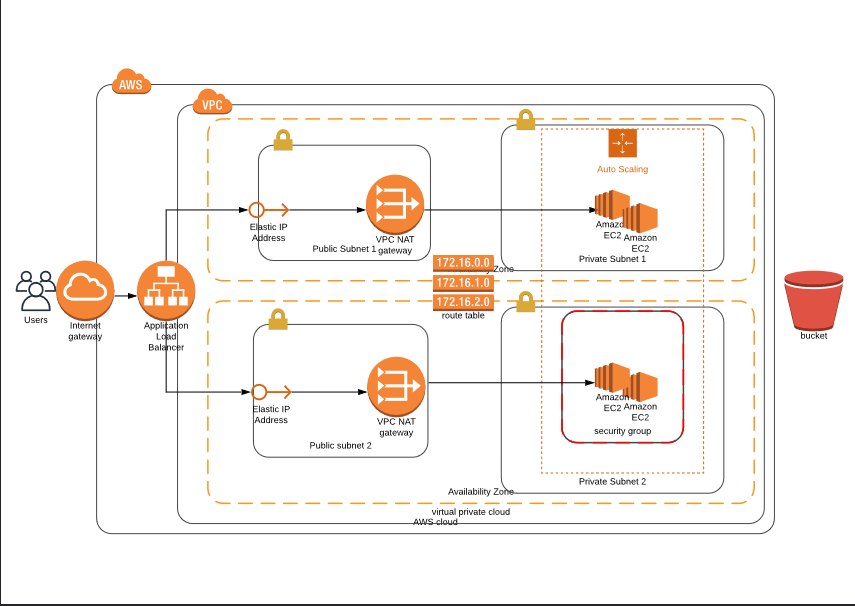 AWS
VPC
Auto Scaling
Elastic IP
Address
VPC NAT
gateway
Public Subnet 1
Amazon
EC2
Amazon
EC2
Private Subnet 1
172.16.0.0
Availability Zone
172.16.1.0
172.16.2.0
route table
Users
Internet
gateway
Application
Load
Balancer
bucket
Elastic IP
Address
VPC NAT
gateway
Public subnet 2
Amazon
EC2
Amazon
EC2
security group
Private Subnet 2
Availability Zone
virtual private cloud
AWS cloud